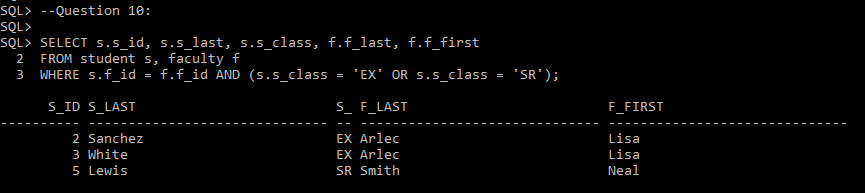 SQL> --Question 10:
SQL>
SQL> SELECT s.s_id, s.s_last, s.s_class, f.f_last, f.f_first
  2  FROM student s, faculty f
  3  WHERE s.f_id = f.f_id AND (s.s_class = 'EX' OR s.s_class = 'SR');

      S_ID S_LAST                         S_ F_LAST                         F_FIRST
---------- ------------------------------ -- ------------------------------ ------------------------------
         2 Sanchez                        EX Arlec                          Lisa
         3 White                          EX Arlec                          Lisa
         5 Lewis                          SR Smith                          Neal